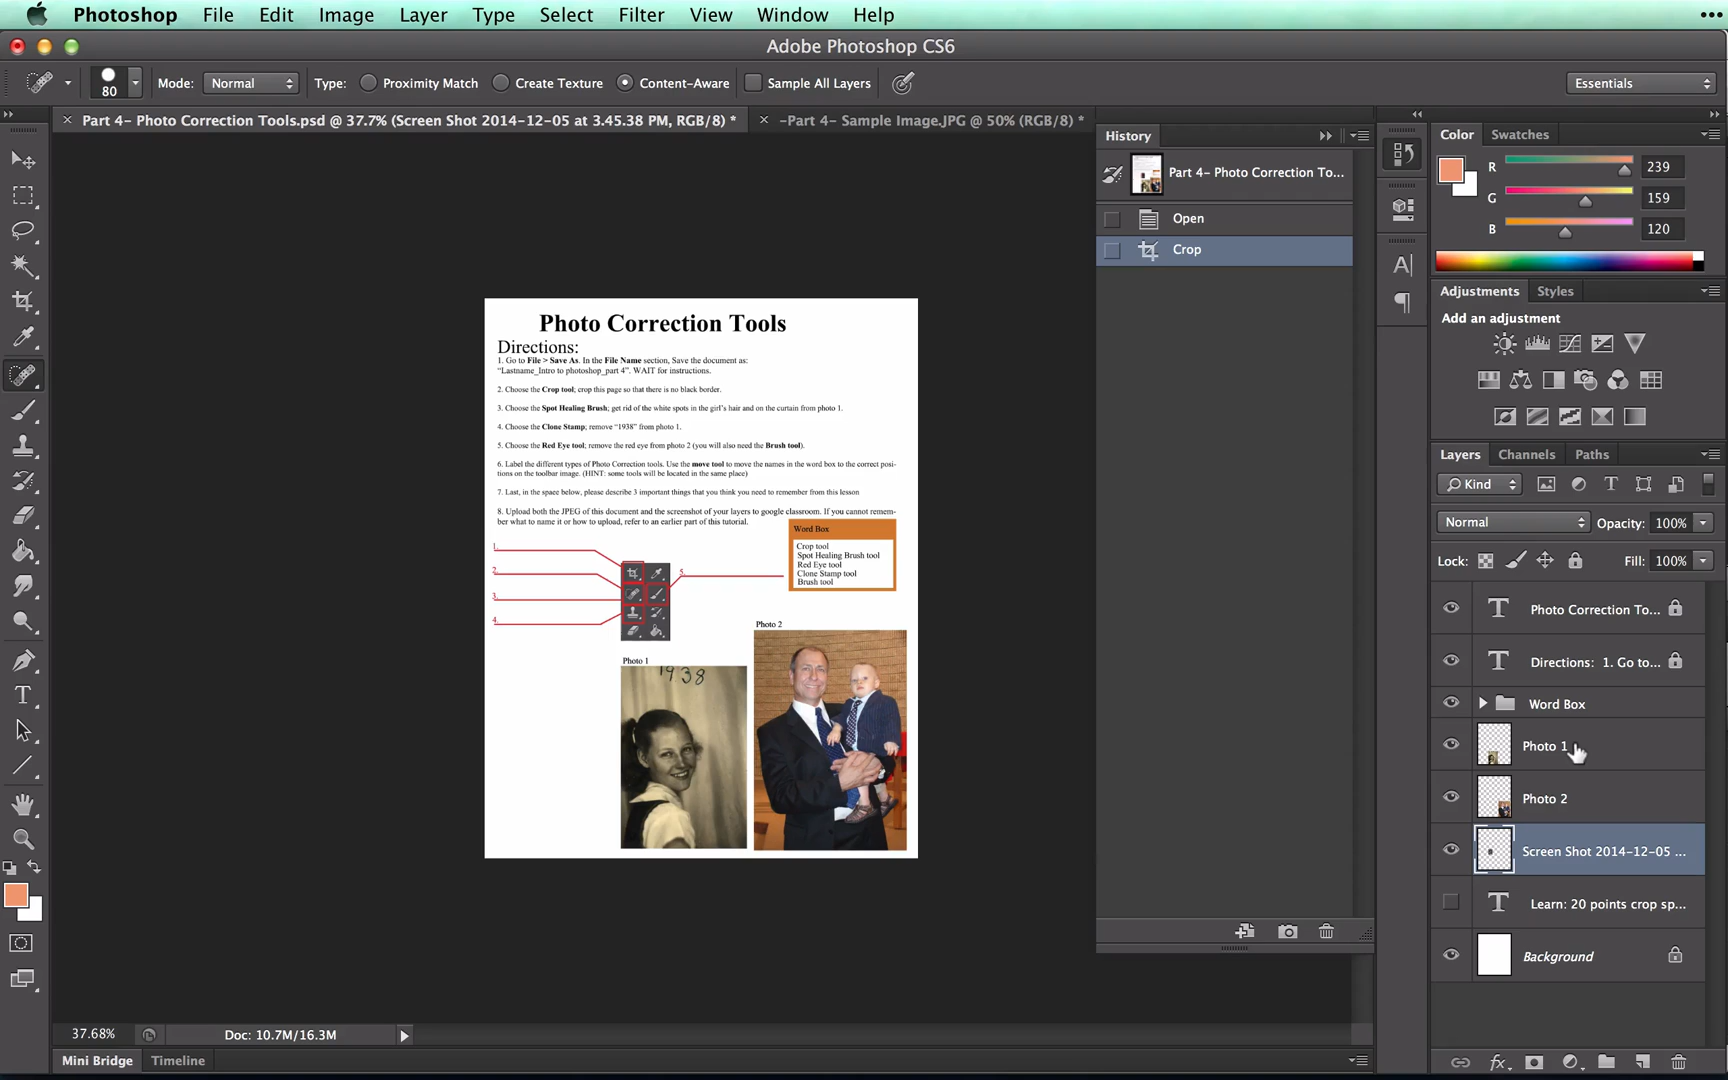 Photoshop File Edit Image Layer Type Select Filter View Window Help
Adobe Photoshop CS6
80 Mode: Normal Type: Proximity Match Create Texture Content-Aware Sample All Layers Essentials
Part 4- Photo Correction Tools.psd @ 37.7% (Screen Shot 2014-12-05 at 3.45.38 PM, RGB/8) *
-Part 4- Sample Image.JPG @ 50% (RGB/8) *
History
Part 4- Photo Correction To...
Open
Crop
Photo Correction Tools
Directions:
1. Go to File > Save As. In the File Name section, Save the document as:
"Lastname_Intro to photoshop_part 4". WAIT for instructions.
2. Choose the Crop tool; crop this page so that there is no black border.
3. Choose the Spot Healing Brush; get rid of the white spots in the girl's hair and on the curtain from photo 1.
4. Choose the Clone Stamp; remove "1938" from photo 1.
5. Choose the Red Eye tool; remove the red eye from photo 2 (you will also need the Brush tool).
6. Label the different types of Photo Correction tools. Use the move tool to move the names in the word box to the correct posi-
tions on the toolbar image. (HINT: some tools will be located in the same place)
7. Last, in the space below, please describe 3 important things that you think you need to remember from this lesson
8. Upload both the JPEG of this document and the screenshot of your layers to google classroom. If you cannot remem-
ber what to name it or how to upload, refer to an earlier part of this tutorial.
Word Box
Crop tool
Spot Healing Brush tool
Red Eye tool
Clone Stamp tool
Brush tool
1.
2.
3.
4.
5.
Photo 1
1938
Photo 2
Color Swatches
R 239
G 159
B 120
Adjustments Styles
Add an adjustment
Layers Channels Paths
Kind
Normal Opacity: 100%
Lock: Fill: 100%
Photo Correction To...
Directions: 1. Go to...
Word Box
Photo 1
Photo 2
Screen Shot 2014-12-05 ...
Learn: 20 points crop sp...
Background
37.68% Doc: 10.7M/16.3M
Mini Bridge Timeline